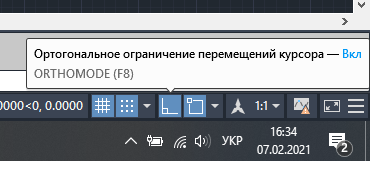 Ортогональное ограничение перемещений курсора — Вкл
ORTHOMODE (F8)
0000<0, 0.0000
1:1
УКР
16:34
07.02.2021
2